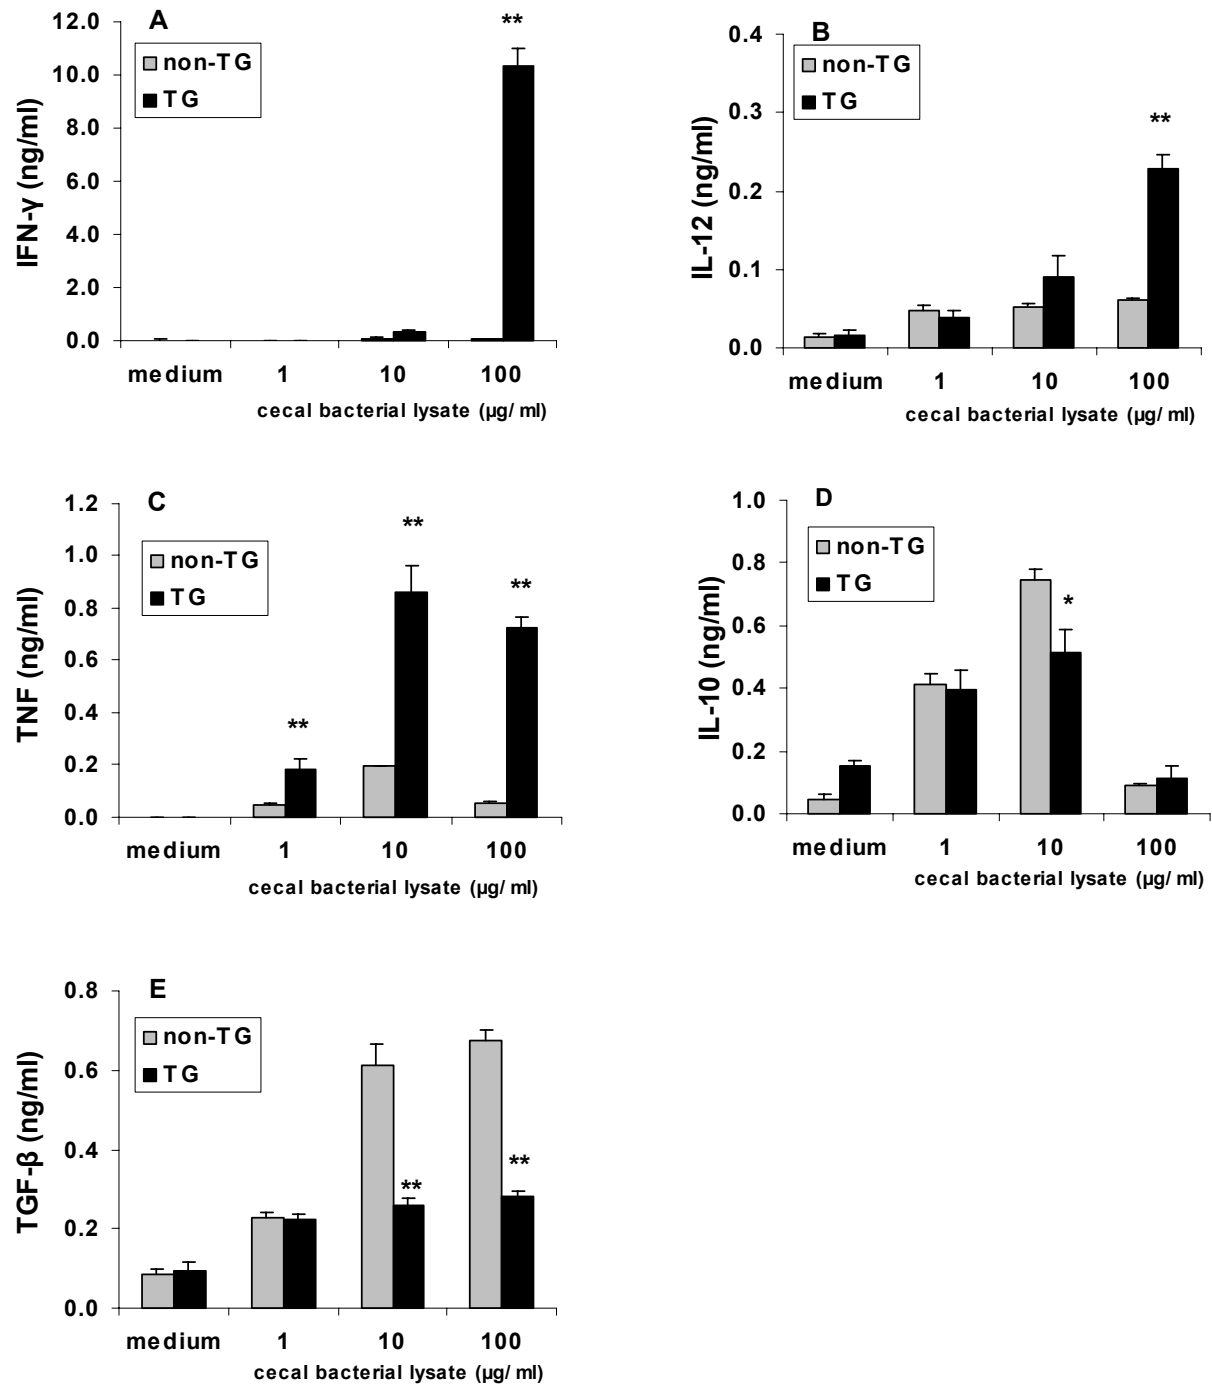 A
**
12.0
non-TG
TG
10.0
8.0
6.0
4.0
2.0
0.0
IFN-γ (ng/ml)
medium 1 10 100
cecal bacterial lysate (µg/ ml)
B
0.4
non-TG
TG
0.3
**
0.2
0.1
0.0
IL-12 (ng/ml)
medium 1 10 100
cecal bacterial lysate (µg/ ml)
C
1.2
**
1.0
non-TG
TG
**
0.8
0.6
0.4
**
0.2
0.0
TNF (ng/ml)
medium 1 10 100
cecal bacterial lysate (µg/ ml)
D
1.0
non-TG
TG
0.8
*
0.6
0.4
0.2
0.0
IL-10 (ng/ml)
medium 1 10 100
cecal bacterial lysate (µg/ ml)
E
0.8
non-TG
TG
0.6
0.4
**
**
0.2
0.0
TGF-β (ng/ml)
medium 1 10 100
cecal bacterial lysate (µg/ ml)